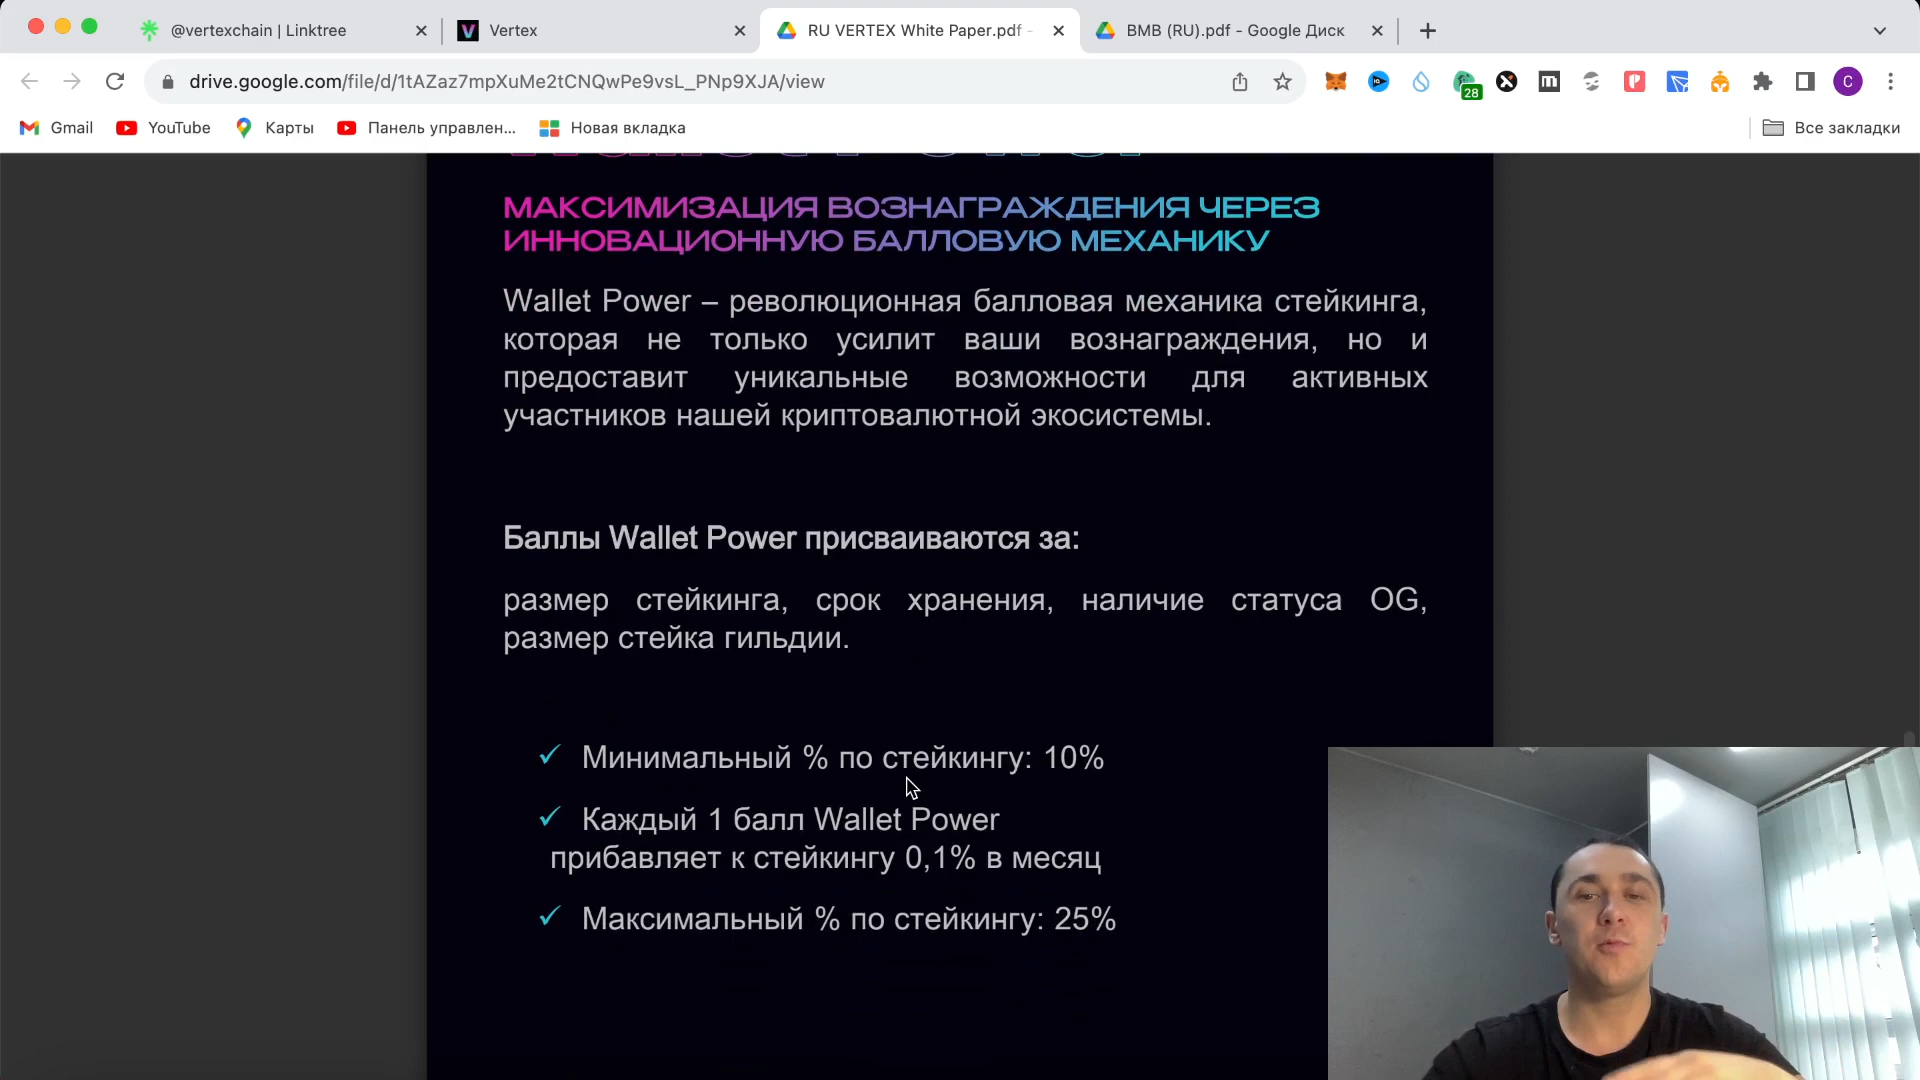 @vertexchain | Linktree
Vertex
RU VERTEX White Paper.pdf -
BMB (RU).pdf - Google Диск
drive.google.com/file/d/1tAZaz7mpXuMe2tCNQwPe9vsL_PNp9XJA/view
28
C
Gmail
YouTube
Карты
Панель управлен...
Новая вкладка
Все закладки
МАКСИМИЗАЦИЯ ВОЗНАГРАЖДЕНИЯ ЧЕРЕЗ
ИННОВАЦИОННУЮ БАЛЛОВУЮ МЕХАНИКУ
Wallet Power – революционная балловая механика стейкинга,
которая не только усилит ваши вознаграждения, но и
предоставит уникальные возможности для активных
участников нашей криптовалютной экосистемы.
Баллы Wallet Power присваиваются за:
размер стейкинга, срок хранения, наличие статуса OG,
размер стейка гильдии.
Минимальный % по стейкингу: 10%
Каждый 1 балл Wallet Power
прибавляет к стейкингу 0,1% в месяц
Максимальный % по стейкингу: 25%